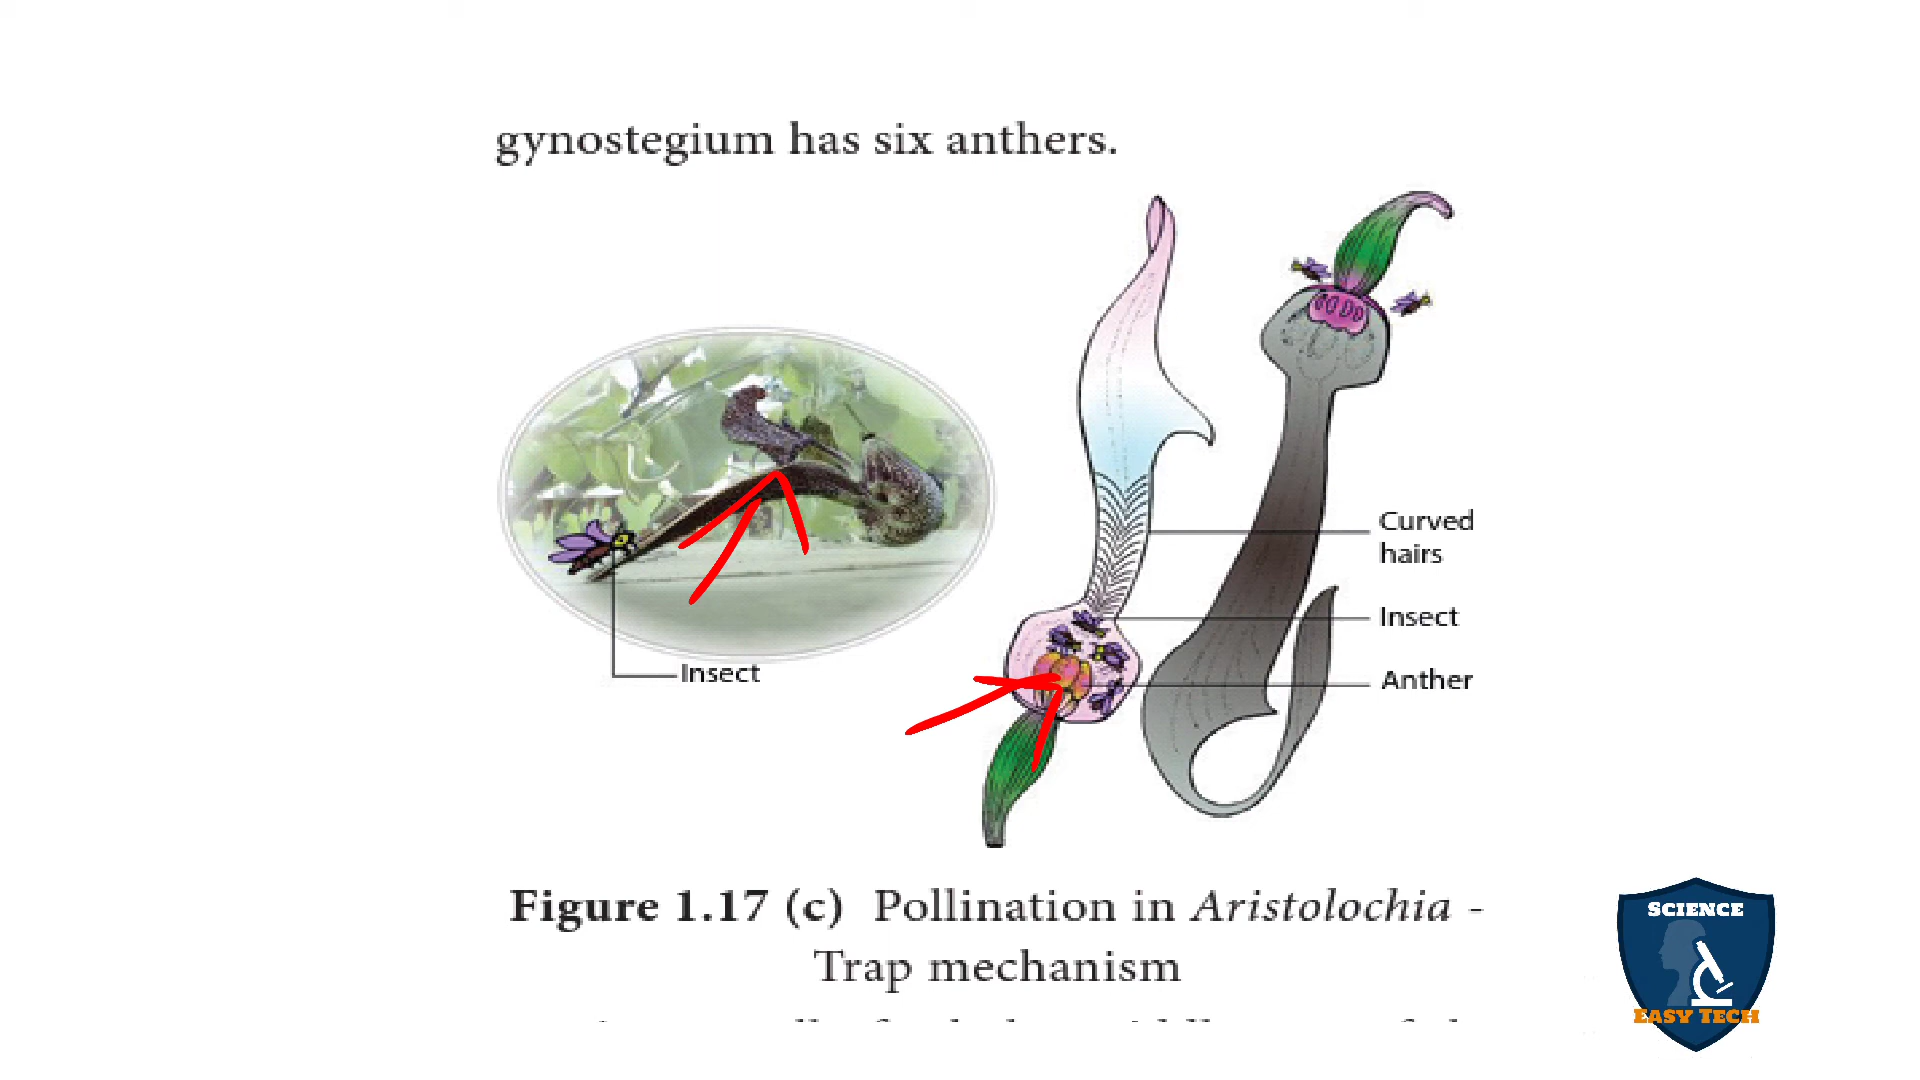 gynostegium has six anthers.
Curved
hairs
Insect
Anther
Insect
Figure 1.17 (c) Pollination in Aristolochia -
Trap mechanism
SCIENCE
EASY TECH